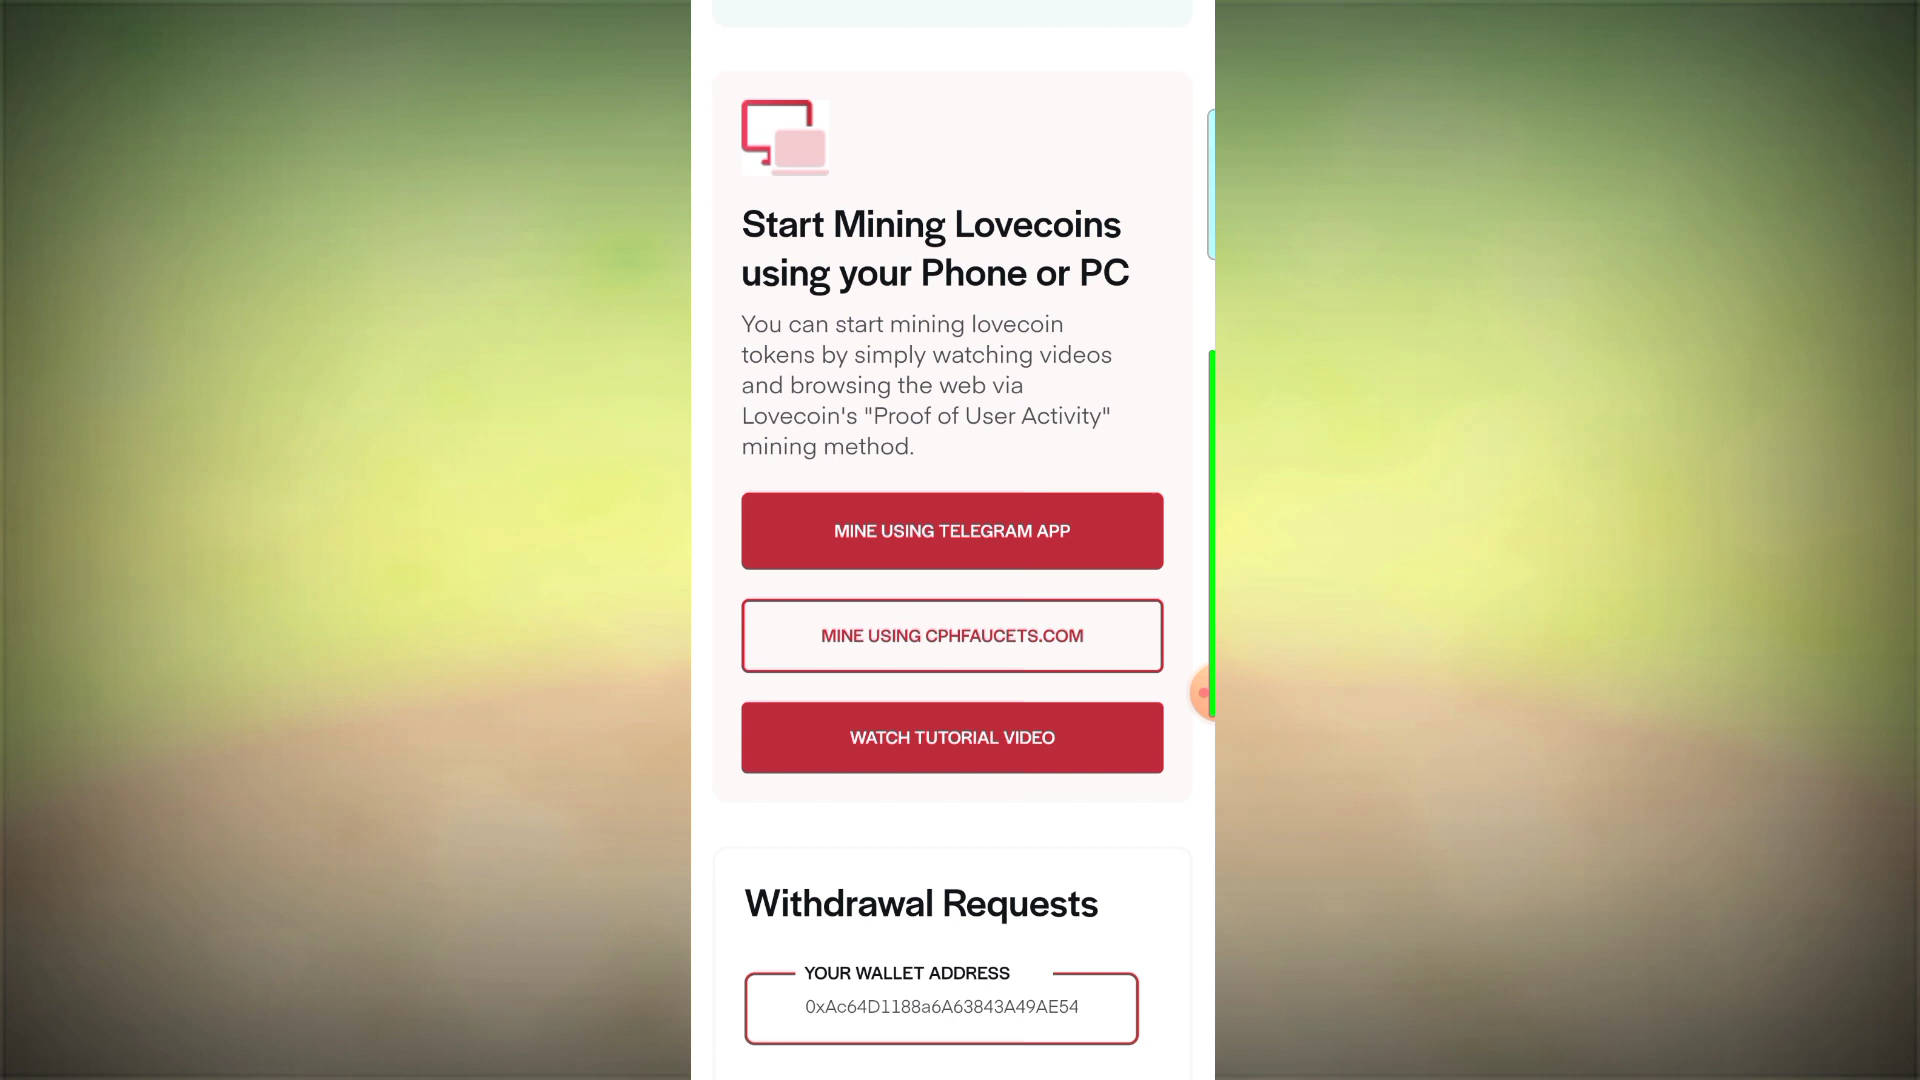 Start Mining Lovecoins
using your Phone or PC
You can start mining lovecoin
tokens by simply watching videos
and browsing the web via
Lovecoin's "Proof of User Activity"
mining method.
MINE USING TELEGRAM APP
MINE USING CPHFAUCETS.COM
WATCH TUTORIAL VIDEO
Withdrawal Requests
YOUR WALLET ADDRESS
0xAc64D1188a6A63843A49AE54